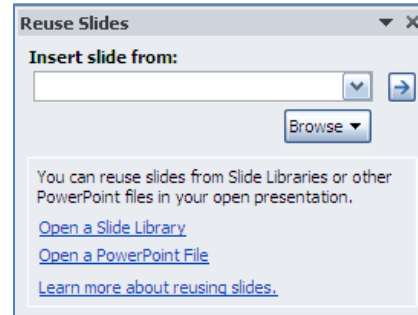 Reuse Slides
Insert slide from:
Browse
You can reuse slides from Slide Libraries or other
PowerPoint files in your open presentation.
Open a Slide Library
Open a PowerPoint File
Learn more about reusing slides.